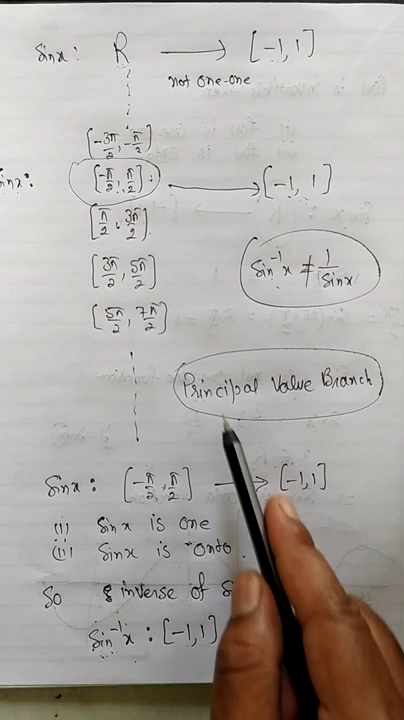 Sinx : R ⟶ [-1, 1]
not one-one
[-3π/2, -π/2]
Sinx: [-π/2, π/2] ⟶ [-1, 1]
[π/2, 3π/2]
Sin⁻¹x ≠ 1/Sinx
[3π/2, 5π/2]
[5π/2, 7π/2]
Principal Value Branch
Sinx : [-π/2, π/2] ⟶ [-1, 1]
(i) Sinx is one
(ii) Sinx is onto.
So inverse of
Sin⁻¹x : [-1, 1]